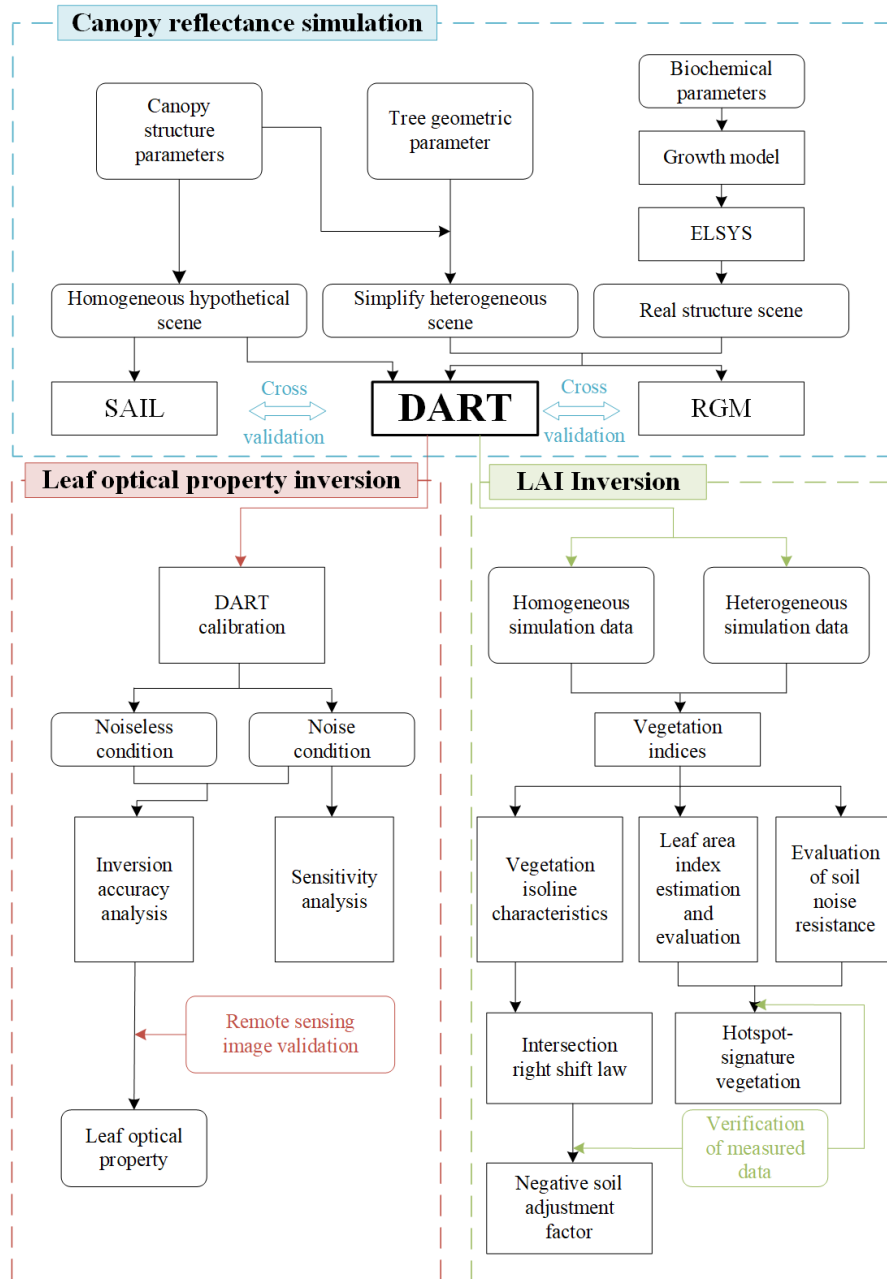 Canopy reflectance simulation
Canopy
structure
parameters
Tree geometric
parameter
Biochemical
parameters
Growth model
ELSYS
Homogeneous hypothetical
scene
Simplify heterogeneous
scene
Real structure scene
SAIL
Cross
validation
DART
Cross
validation
RGM
Leaf optical property inversion
DART
calibration
Noiseless
condition
Noise
condition
Inversion
accuracy
analysis
Sensitivity
analysis
Remote sensing
image validation
Leaf optical
property
LAI Inversion
Homogeneous
simulation data
Heterogeneous
simulation data
Vegetation
indices
Vegetation
isoline
characteristics
Leaf area
index
estimation
and
evaluation
Evaluation
of soil
noise
resistance
Intersection
right shift law
Hotspot-
signature
vegetation
Verification
of measured
data
Negative soil
adjustment
factor